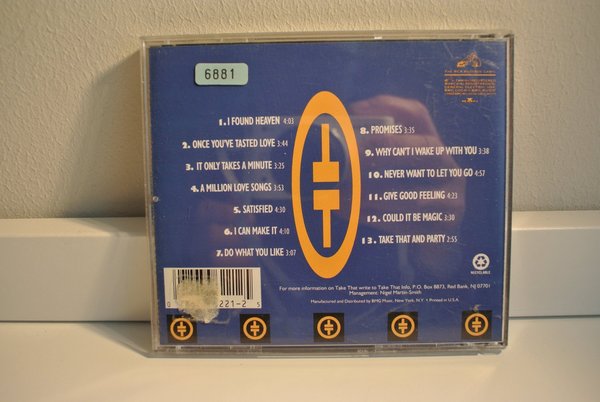 6881
1. I FOUND HEAVEN 4:03
2. ONCE YOU'VE TASTED LOVE 3:44
3. IT ONLY TAKES A MINUTE 3:25
4. A MILLION LOVE SONGS 3:53
5. SATISFIED 4:30
6. I CAN MAKE IT 4:10
7. DO WHAT YOU LIKE 3:07
8. PROMISES 3:35
9. WHY CAN'T I WAKE UP WITH YOU 3:38
10. NEVER WANT TO LET YOU GO 4:57
11. GIVE GOOD FEELING 4:23
12. COULD IT BE MAGIC 3:30
13. TAKE THAT AND PARTY 2:55
RECYCLABLE
0
221-2 5
For more information on Take That write to Take That Info, P.O. Box 8873, Red Bank, NJ 07701
Management: Nigel Martin-Smith
Manufactured and Distributed by BMG Music, New York, N.Y. • Printed in U.S.A.